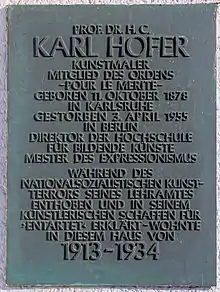 PROF. DR. H. C.
KARL HOFER
KUNSTMALER
MITGLIED DES ORDENS
–POUR LE MERITE–
GEBOREN 11. OKTOBER 1878
IN KARLSRUHE
GESTORBEN 3. APRIL 1955
IN BERLIN
DIREKTOR DER HOCHSCHULE
FÜR BILDENDE KÜNSTE
MEISTER DES EXPRESSIONISMUS
WÄHREND DES
NATIONALSOZIALISTISCHEN KUNST-
TERRORS SEINES LEHRAMTES
ENTHOBEN UND IN SEINEM
KÜNSTLERISCHEN SCHAFFEN FÜR
–ENTARTET– ERKLÄRT–WOHNTE
IN DIESEM HAUS VON
1913–1934